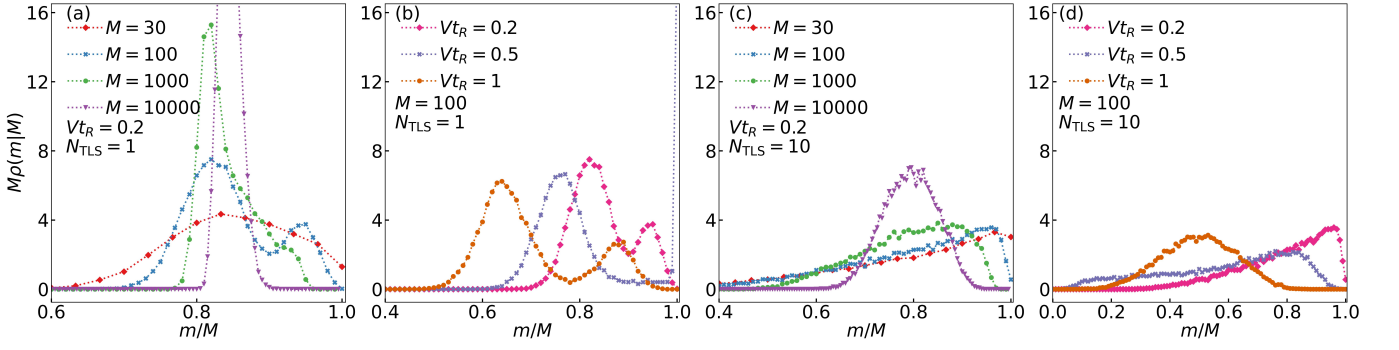 Mρ(m|M)
(a)
M = 30
M = 100
M = 1000
M = 10000
Vt_R = 0.2
N_TLS = 1
16
12
8
4
0
0.6 0.8 1.0
m/M
(b)
Vt_R = 0.2
Vt_R = 0.5
Vt_R = 1
M = 100
N_TLS = 1
16
12
8
4
0
0.4 0.6 0.8 1.0
m/M
(c)
M = 30
M = 100
M = 1000
M = 10000
Vt_R = 0.2
N_TLS = 10
16
12
8
4
0
0.4 0.6 0.8 1.0
m/M
(d)
Vt_R = 0.2
Vt_R = 0.5
Vt_R = 1
M = 100
N_TLS = 10
16
12
8
4
0
0.0 0.2 0.4 0.6 0.8 1.0
m/M